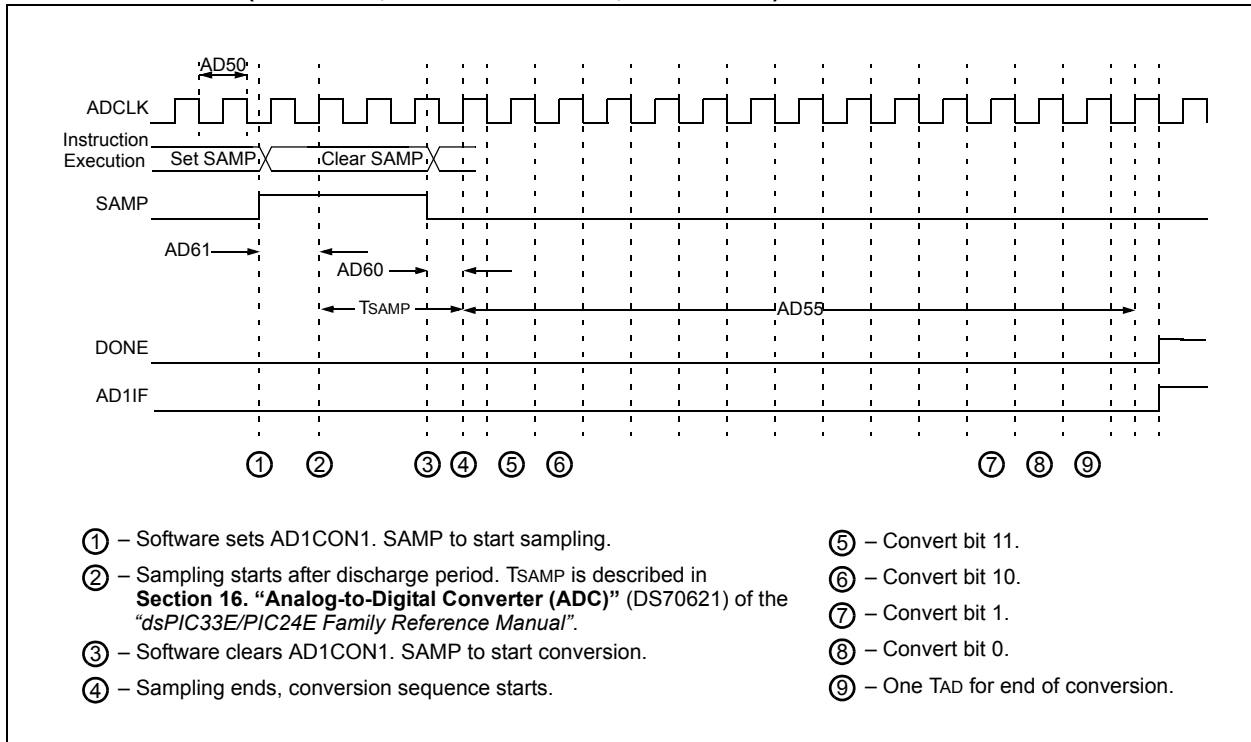 AD50
ADCLK
Instruction
Execution
Set SAMP
Clear SAMP
SAMP
AD61
AD60
TSAMP
AD55
DONE
AD1IF
1 2 3 4 5 6 7 8 9
1 – Software sets AD1CON1. SAMP to start sampling.
2 – Sampling starts after discharge period. TSAMP is described in
Section 16. “Analog-to-Digital Converter (ADC)” (DS70621) of the
“dsPIC33E/PIC24E Family Reference Manual”.
3 – Software clears AD1CON1. SAMP to start conversion.
4 – Sampling ends, conversion sequence starts.
5 – Convert bit 11.
6 – Convert bit 10.
7 – Convert bit 1.
8 – Convert bit 0.
9 – One TAD for end of conversion.